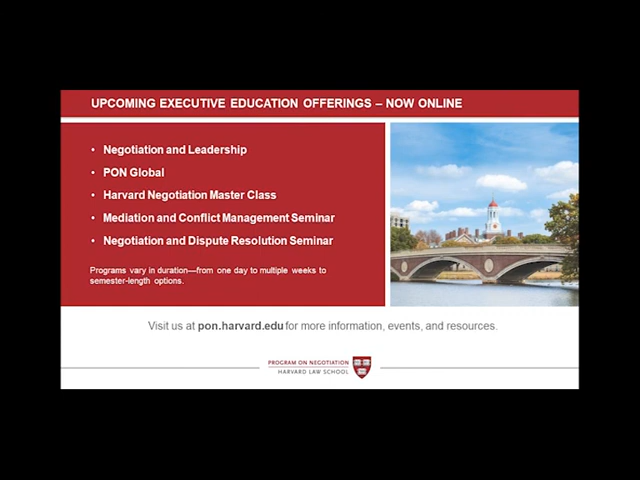 UPCOMING EXECUTIVE EDUCATION OFFERINGS – NOW ONLINE
• Negotiation and Leadership
• PON Global
• Harvard Negotiation Master Class
• Mediation and Conflict Management Seminar
• Negotiation and Dispute Resolution Seminar
Programs vary in duration—from one day to multiple weeks to
semester-length options.
Visit us at pon.harvard.edu for more information, events, and resources.
PROGRAM ON NEGOTIATION
HARVARD LAW SCHOOL